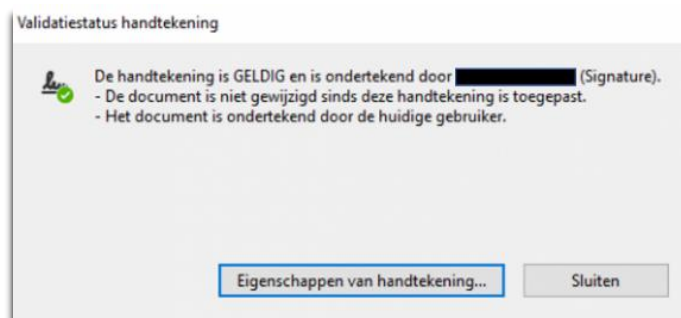 Validatiestatus handtekening
De handtekening is GELDIG en is ondertekend door (Signature).
- De document is niet gewijzigd sinds deze handtekening is toegepast.
- Het document is ondertekend door de huidige gebruiker.
Eigenschappen van handtekening... Sluiten